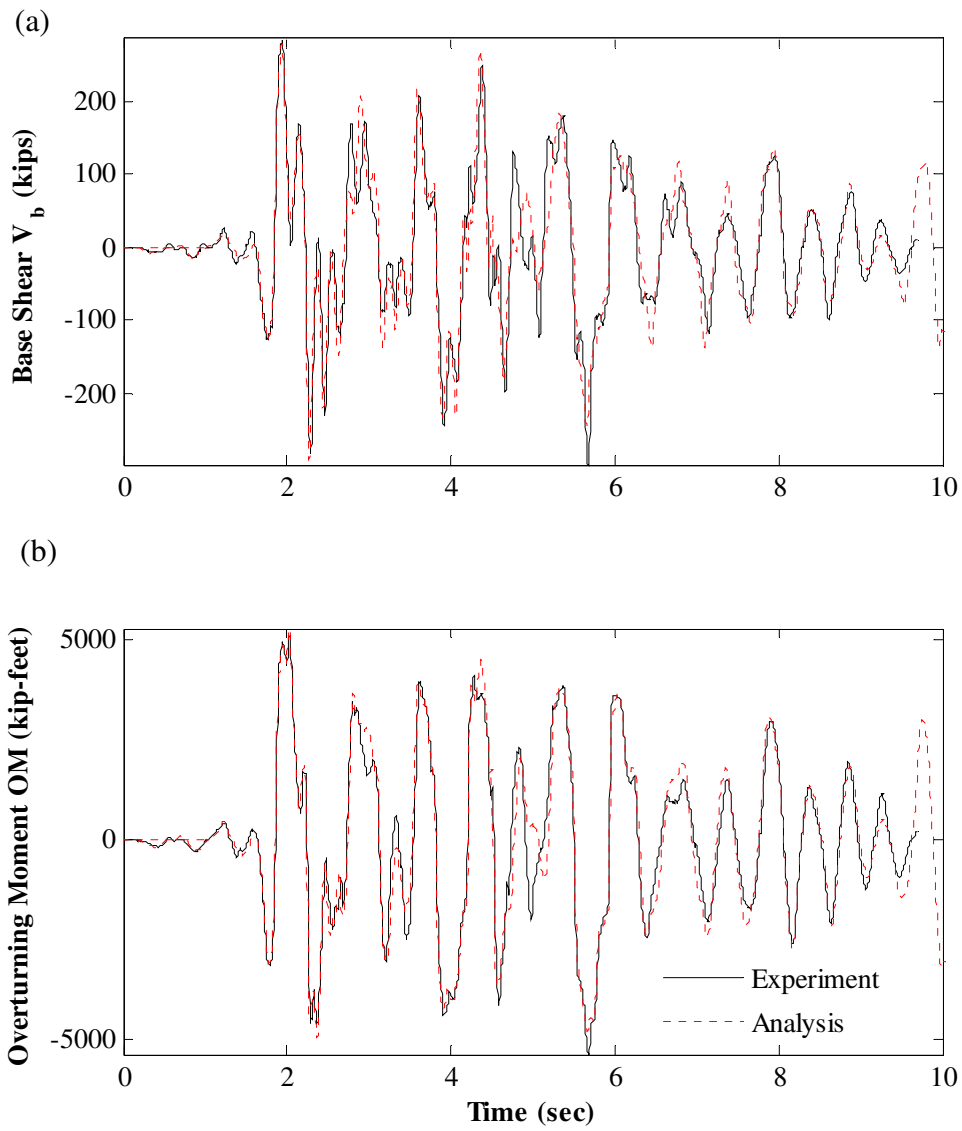 (a)
Base Shear V_b (kips)
200
100
0
-100
-200
0 2 4 6 8 10
(b)
Overturning Moment OM (kip-feet)
5000
0
-5000
Experiment
Analysis
0 2 4 6 8 10
Time (sec)